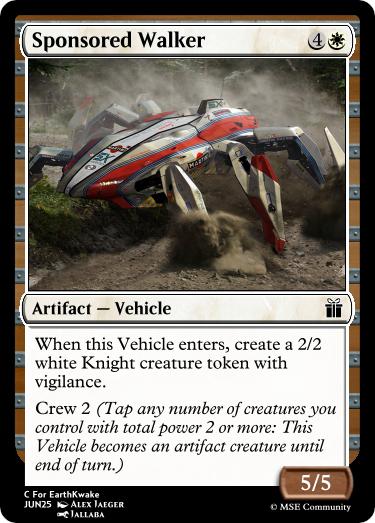 Sponsored Walker 4
MARTINI
Artifact — Vehicle
When this Vehicle enters, create a 2/2
white Knight creature token with
vigilance.
Crew 2 (Tap any number of creatures you
control with total power 2 or more: This
Vehicle becomes an artifact creature until
end of turn.)
5/5
C For EarthKwake
JUN25 Alex Jaeger
Jallaba
© MSE Community